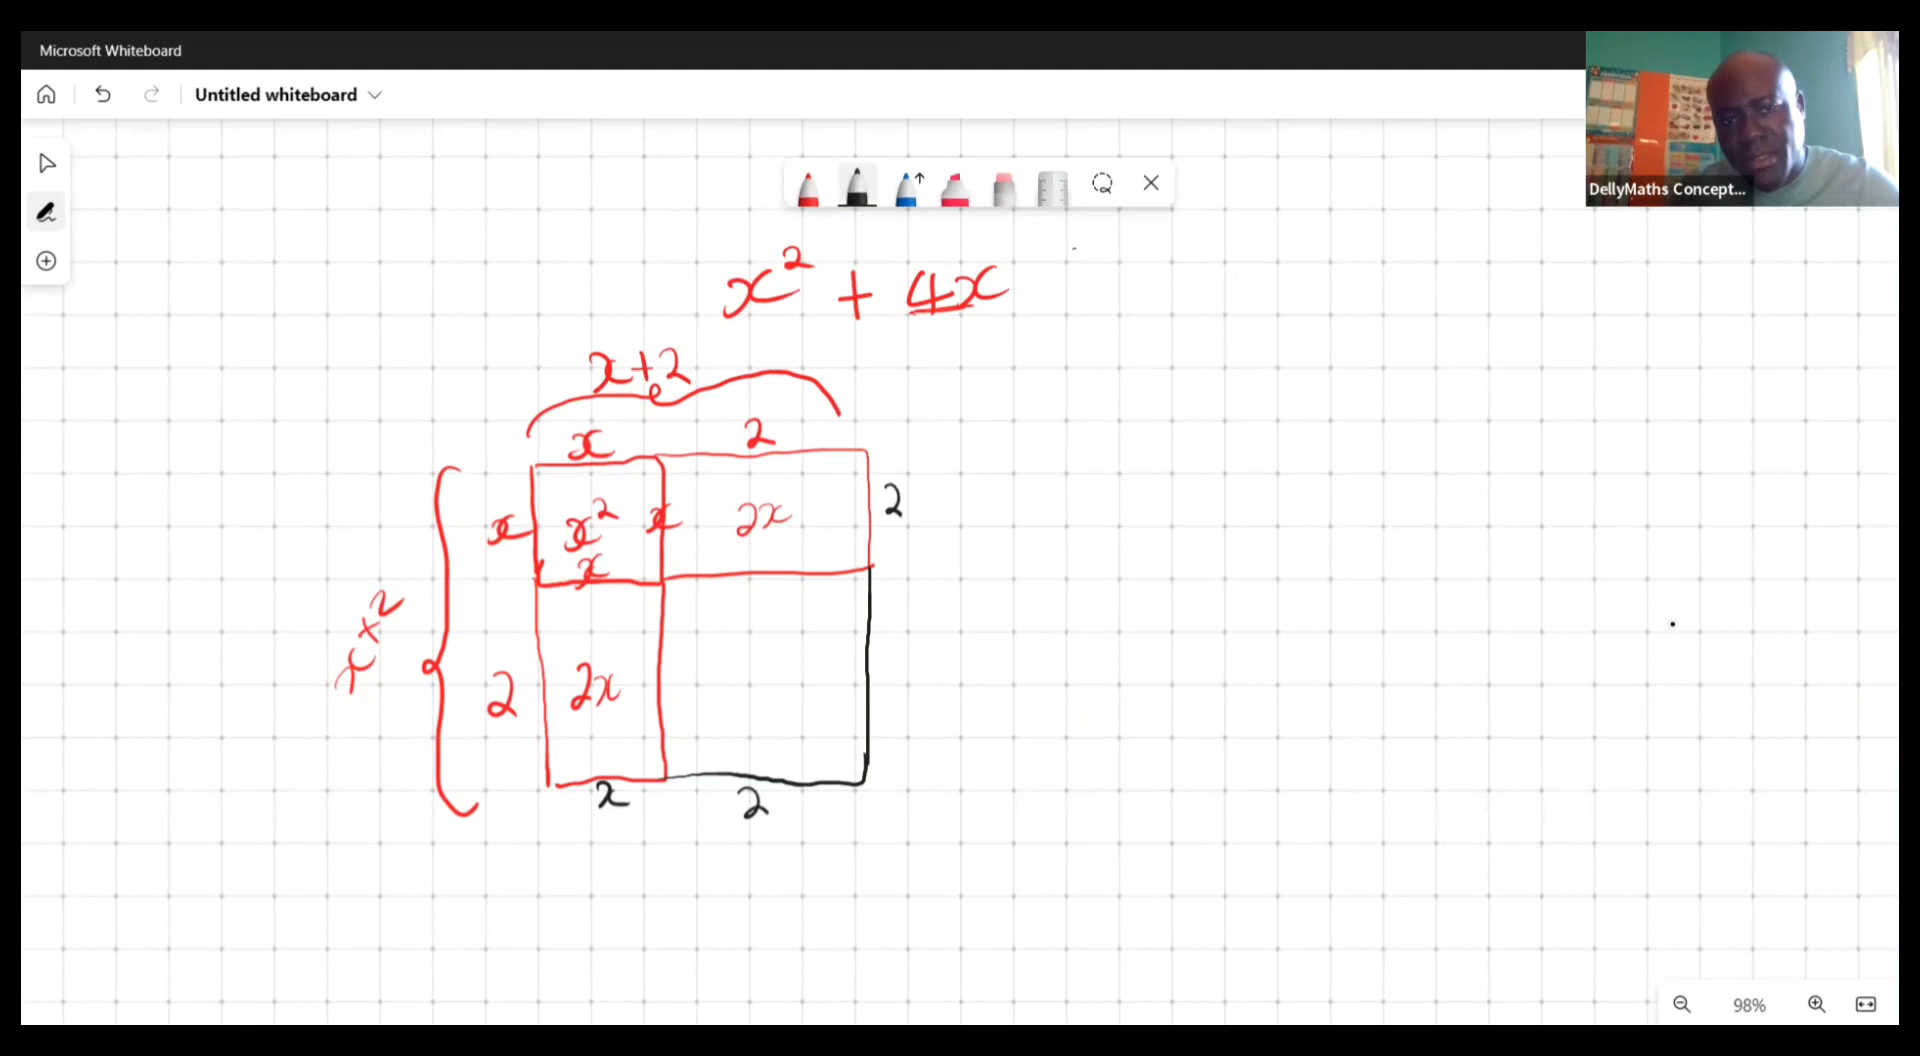 Microsoft Whiteboard
Untitled whiteboard
DellyMaths Concept...
x² + 4x
x+2
x 2
x x² x 2x 2
x
x+2
2 2x
x 2
98%